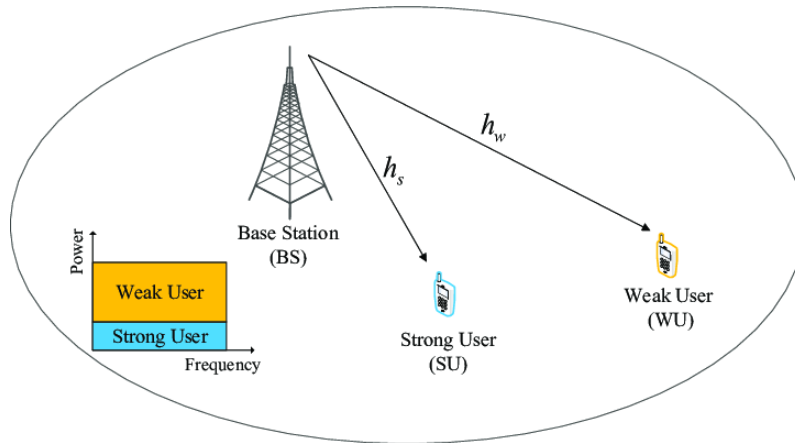 h_w
h_s
Base Station
(BS)
Power
Weak User
Strong User
Frequency
Strong User
(SU)
Weak User
(WU)